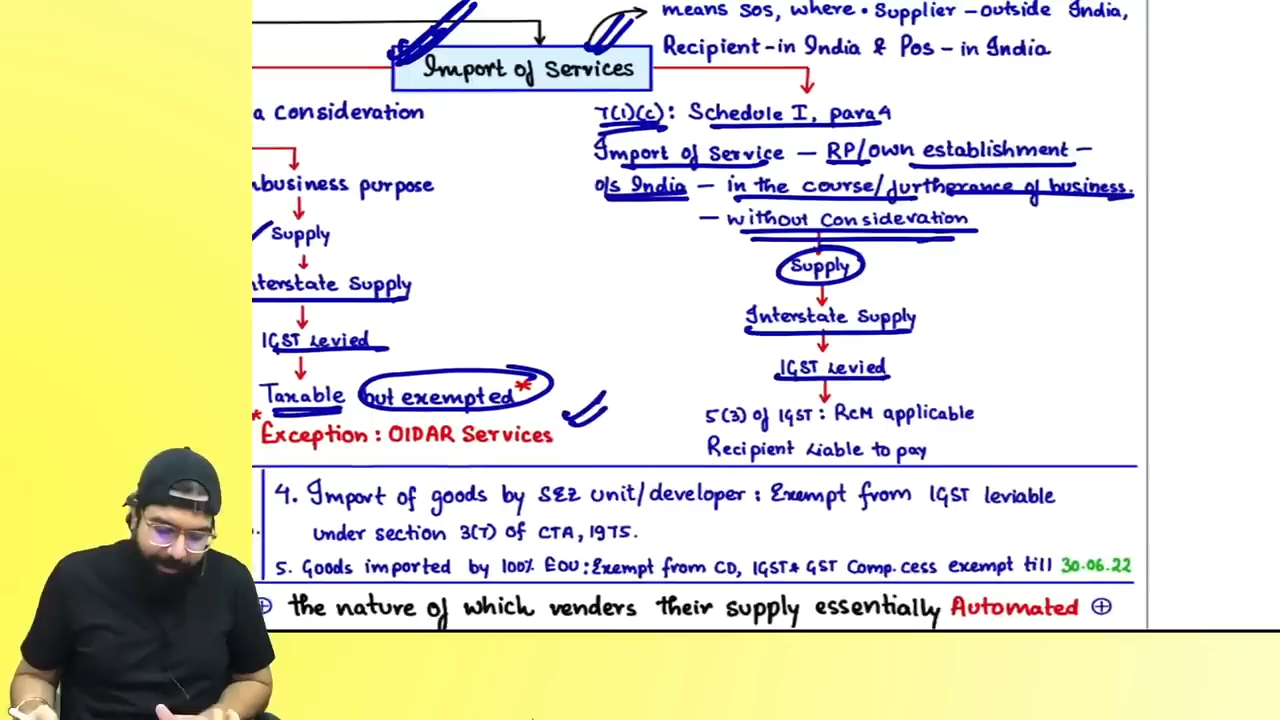 means SOS, where • Supplier - outside India,
Recipient - in India & Pos - in India
Import of Services
a Consideration
business purpose
Supply
nterstate Supply
IGST Levied
Taxable but exempted*
* Exception : OIDAR Services
7(1)(c) : Schedule I, para 4
Import of Service - RP/own establishment -
o/s India - in the course/furtherance of business.
- without Consideration
Supply
Interstate Supply
IGST Levied
5(3) of IGST : RCM applicable
Recipient Liable to pay
4. Import of goods by SEZ unit/developer : Exempt from IGST leviable
under section 3(7) of CTA, 1975.
5. Goods imported by 100% EOU : Exempt from CD, IGST & GST Comp. cess exempt till 30.06.22
⊕ the nature of which venders their supply essentially Automated ⊕